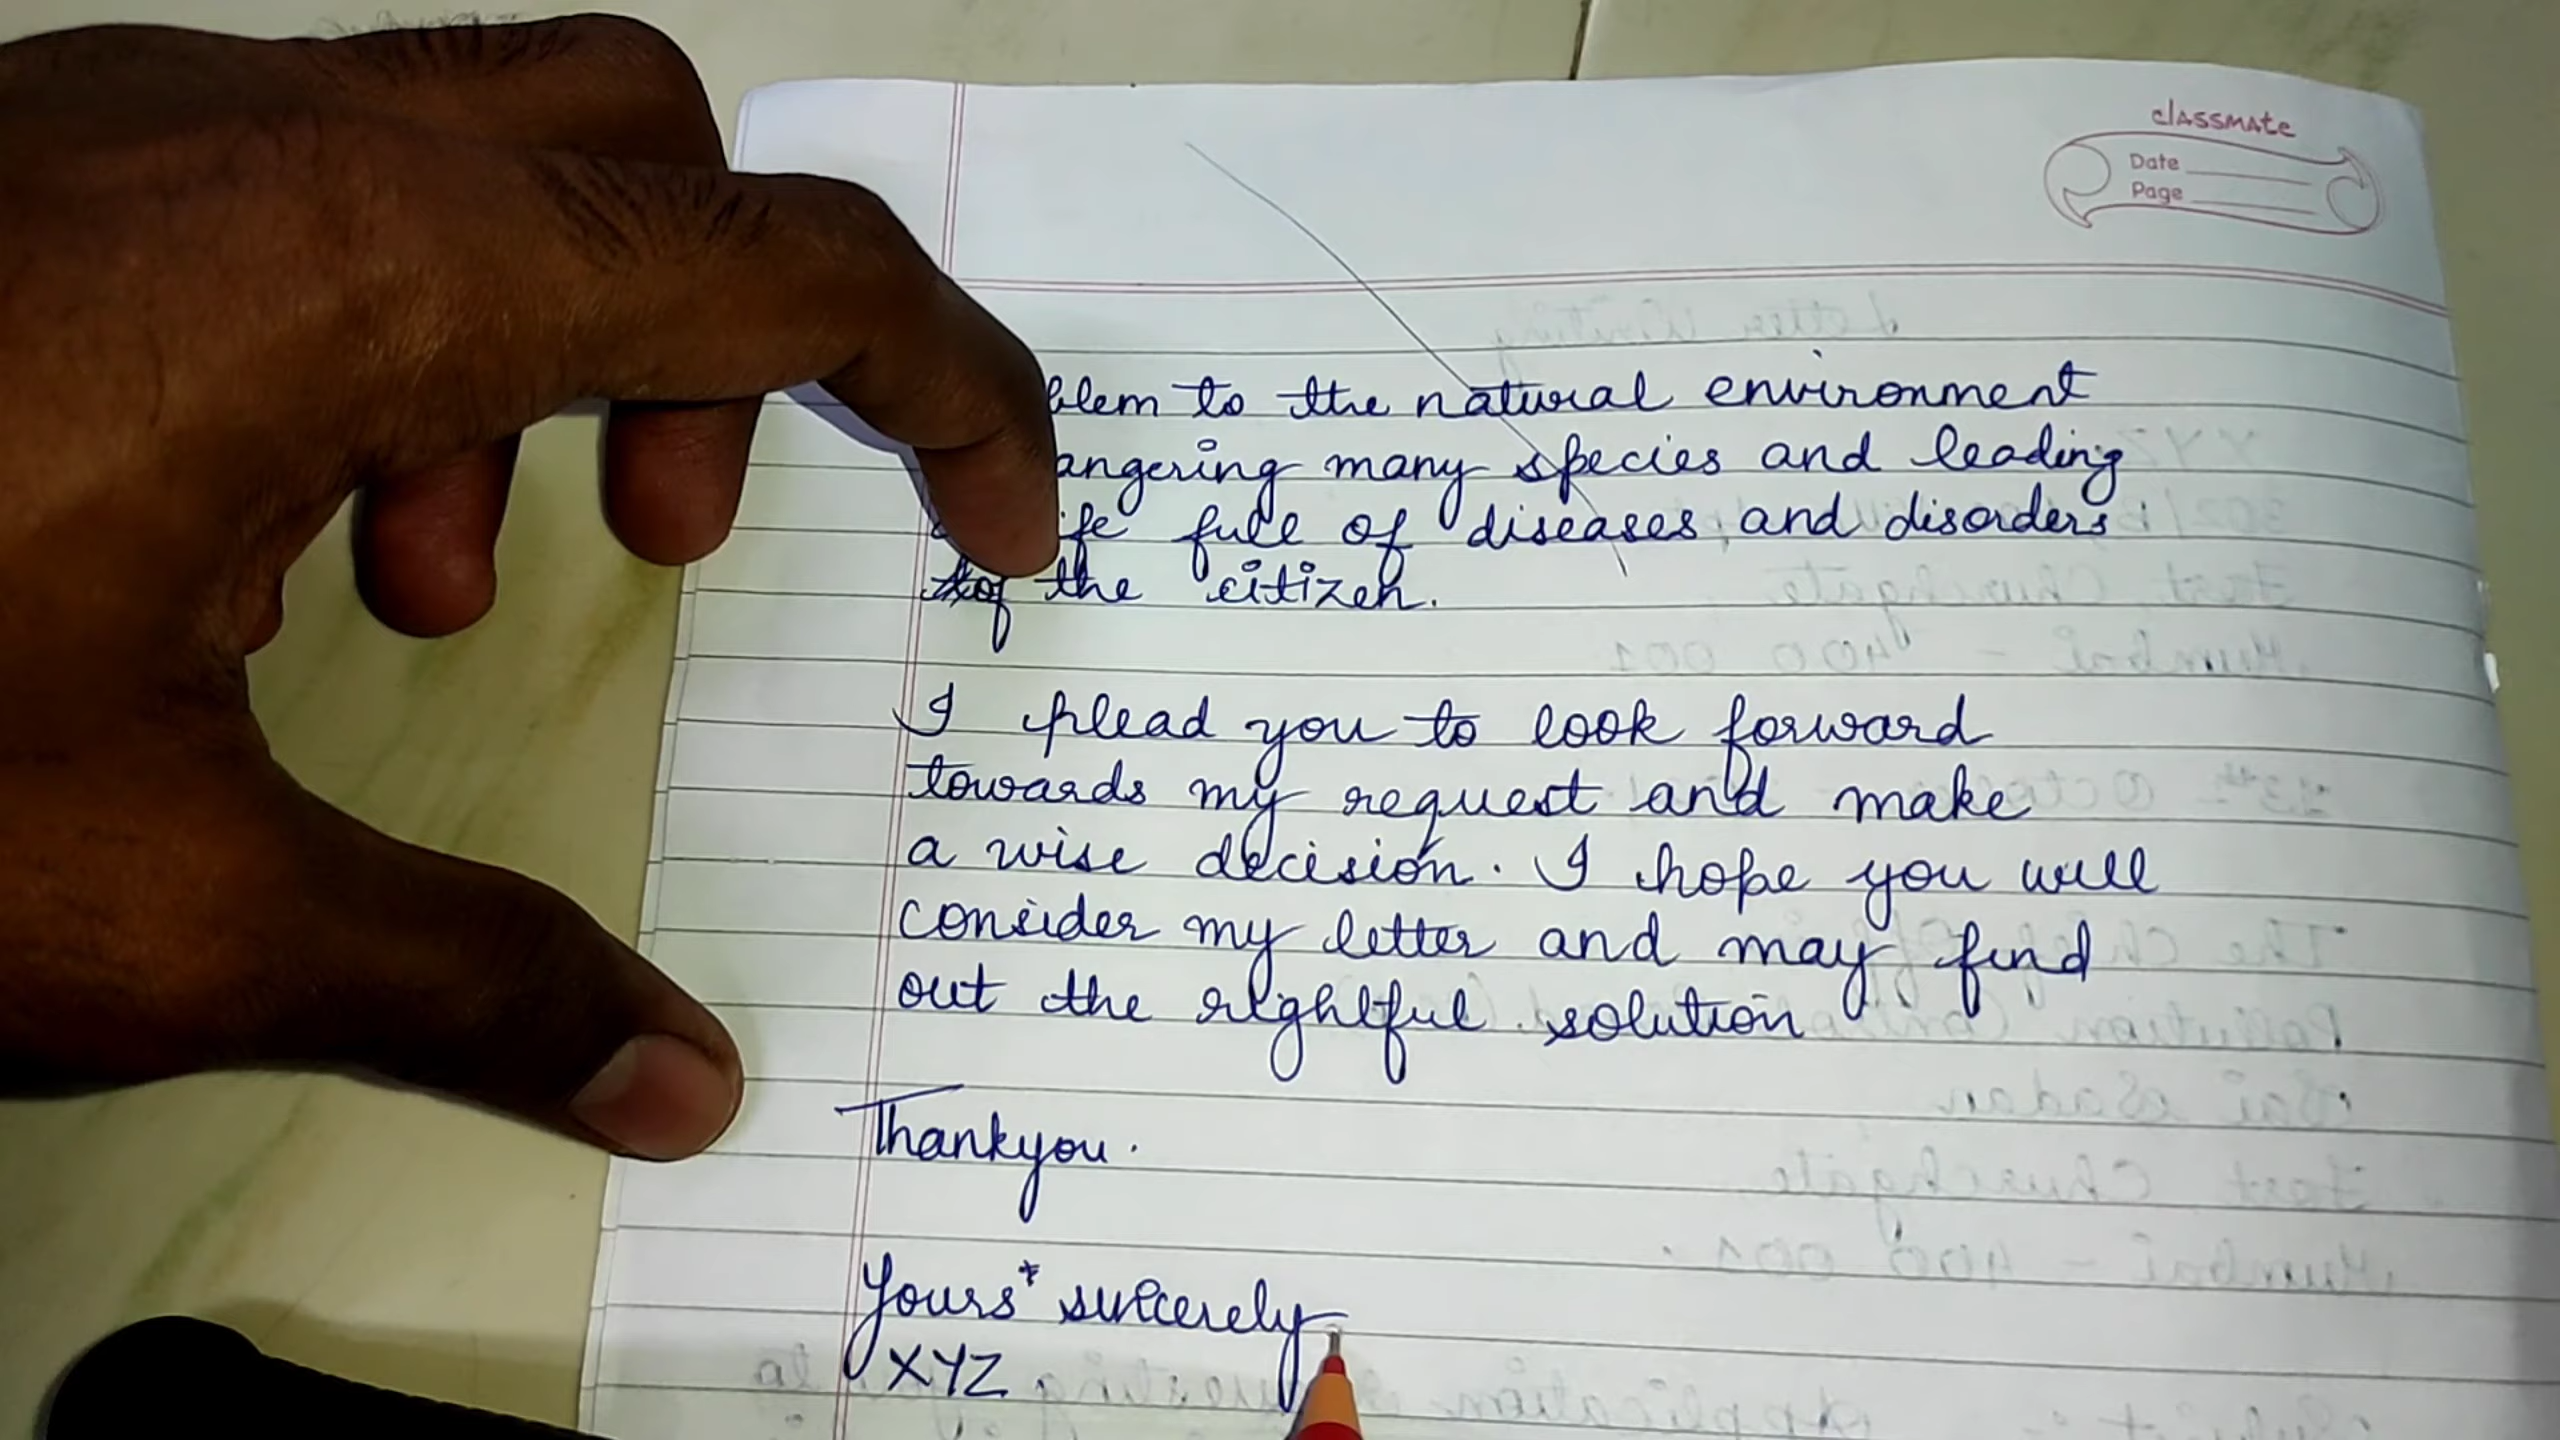 classmate
Date
Page
blem to the natural environment
angering many species and leading
ife full of diseases and disorders
of the citizen.
I plead you to look forward
towards my request and make
a wise decision. I hope you will
consider my letter and may find
out the rightful solution
Thankyou.
Yours sincerely
XYZ